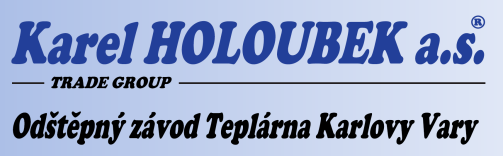 Karel HOLOUBEK a.s.®
TRADE GROUP
Odštěpný závod Teplárna Karlovy Vary